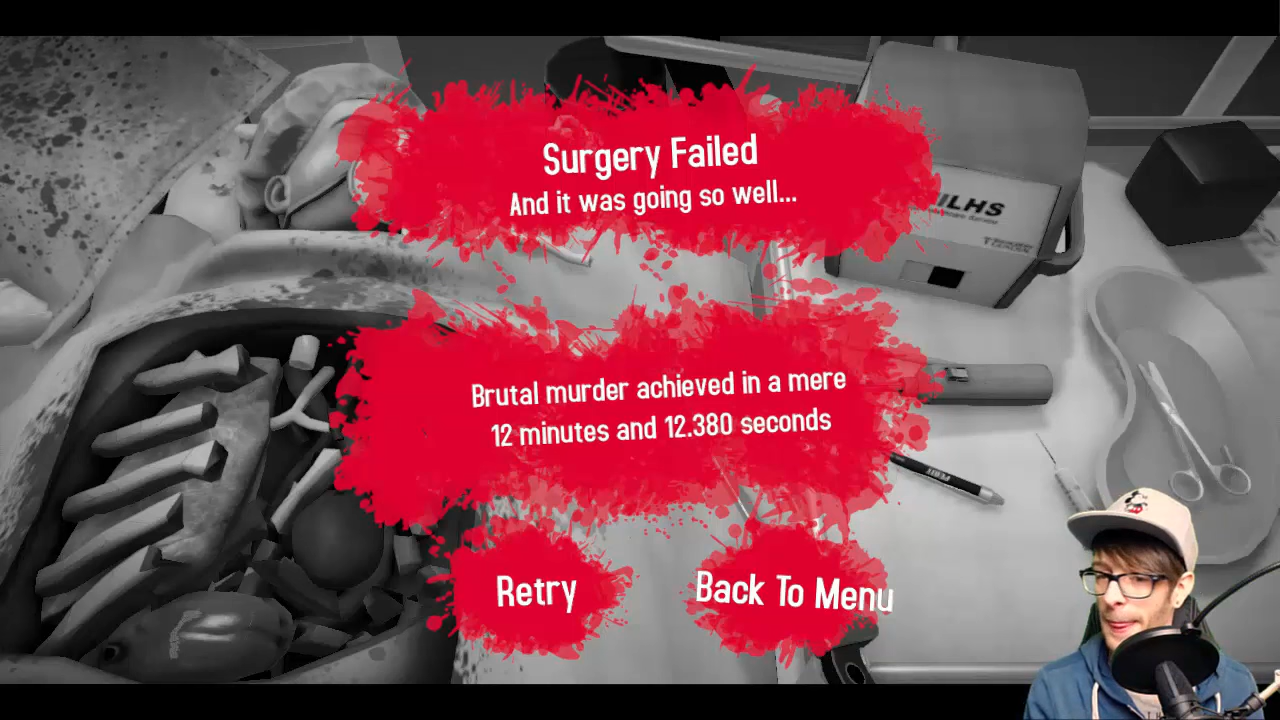 Surgery Failed
And it was going so well...
ILHS
Brutal murder achieved in a mere
12 minutes and 12.380 seconds
Retry
Back To Menu